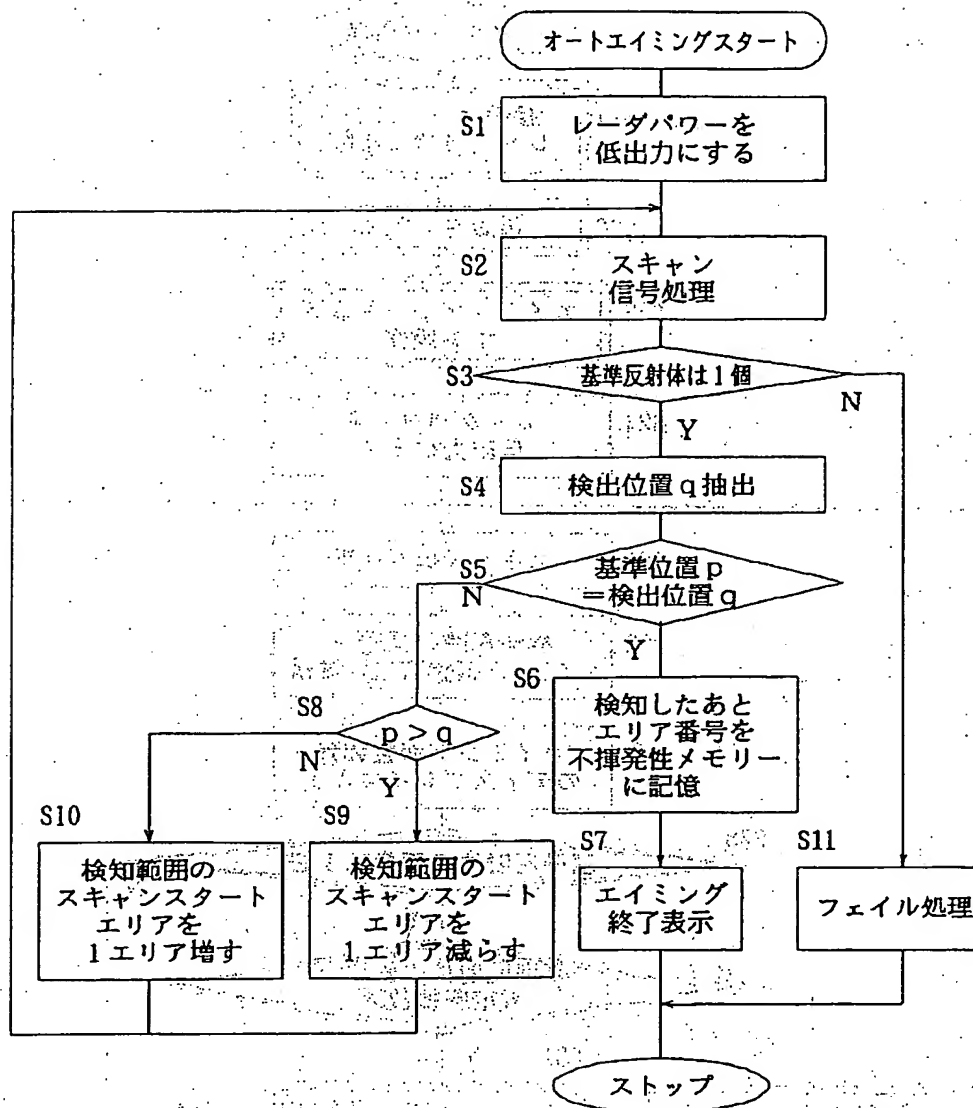 オートエイミングスタート
S1
レーダパワーを
低出力にする
S2
スキャン
信号処理
S3
基準反射体は1個
N
Y
S4
検出位置q抽出
S5
基準位置p
=検出位置q
N
Y
S6
検知したあと
エリア番号を
不揮発性メモリー
に記憶
S8
p>q
N
Y
S10
検知範囲の
スキャンスタート
エリアを
1エリア増す
S9
検知範囲の
スキャンスタート
エリアを
1エリア減らす
S7
エイミング
終了表示
S11
フェイル処理
ストップ